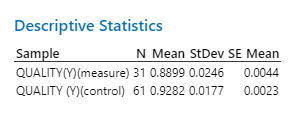 Descriptive Statistics
Sample N Mean StDev SE Mean
QUALITY(Y)(measure) 31 0.8899 0.0246 0.0044
QUALITY (Y)(control) 61 0.9282 0.0177 0.0023